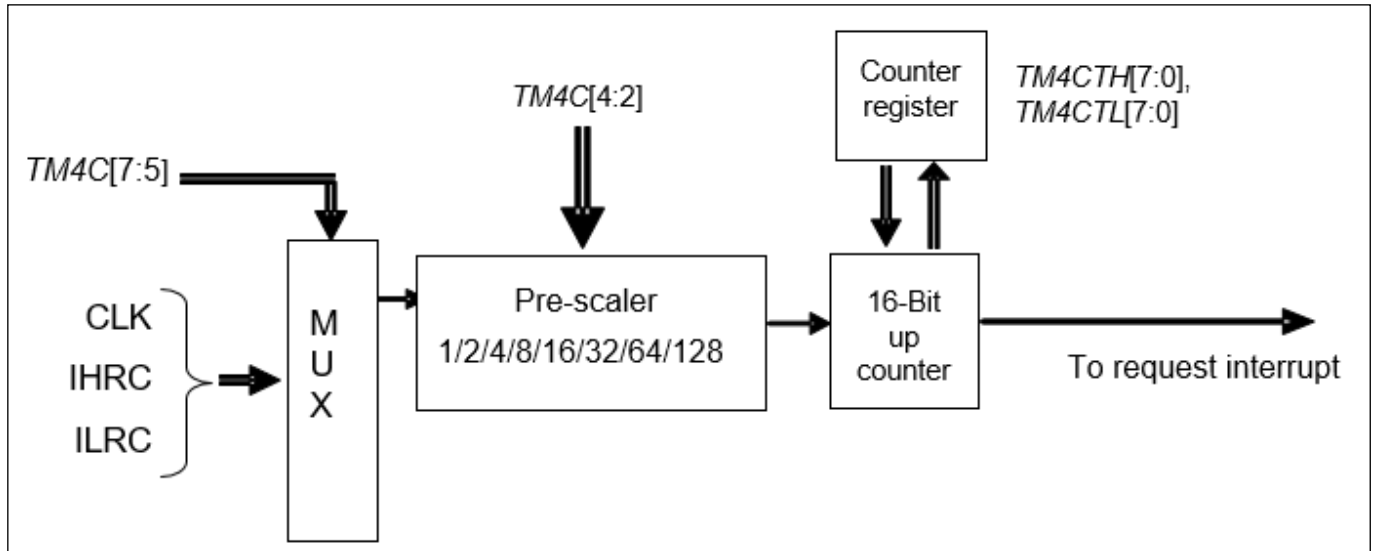 TM4C[7:5]
CLK
IHRC
ILRC
M
U
X
TM4C[4:2]
Pre-scaler
1/2/4/8/16/32/64/128
Counter
register
TM4CTH[7:0],
TM4CTL[7:0]
16-Bit
up
counter
To request interrupt